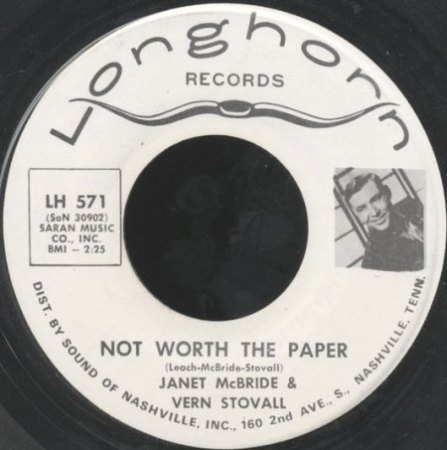 Longhorn
RECORDS
LH 571
(SoN 30902)
SARAN MUSIC
CO., INC.
BMI - 2:25
NOT WORTH THE PAPER
(Leach-McBride-Stovall)
JANET McBRIDE &
VERN STOVALL
DIST. BY SOUND OF NASHVILLE, INC., 160 2nd AVE., S., NASHVILLE, TENN.